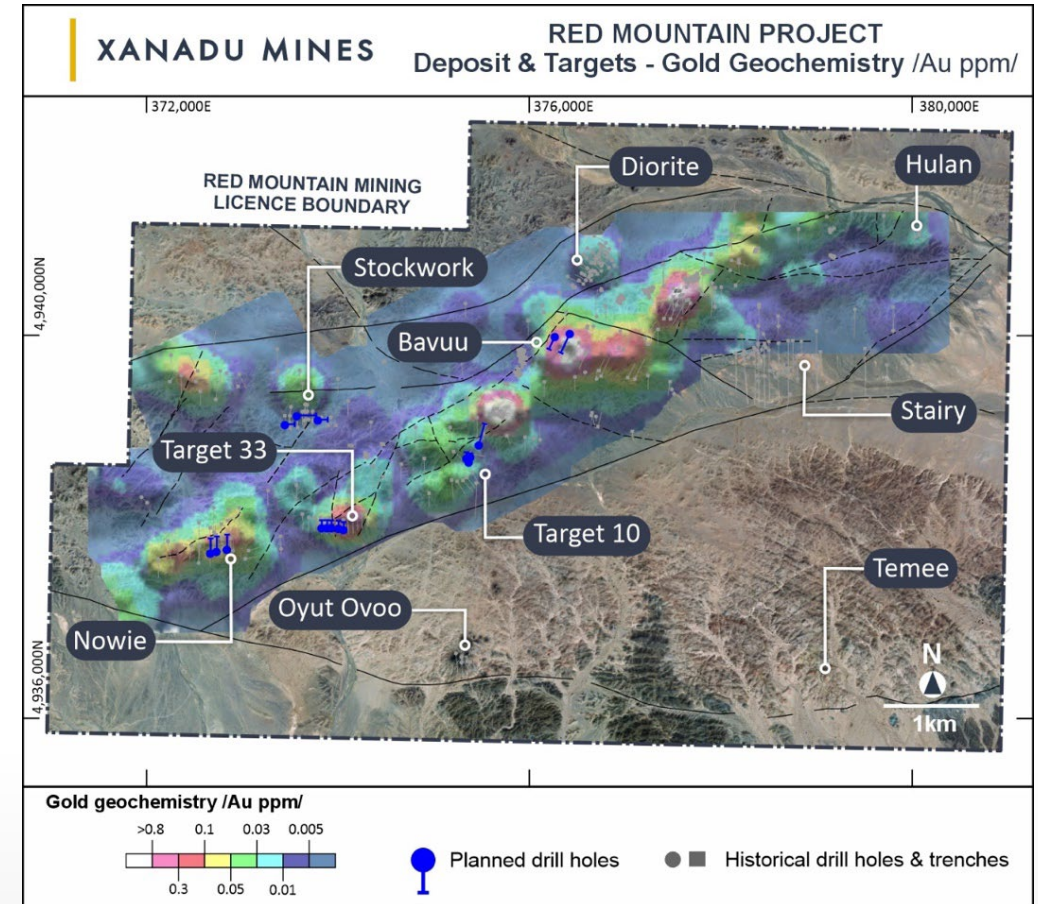 XANADU MINES
RED MOUNTAIN PROJECT
Deposit & Targets - Gold Geochemistry /Au ppm/
372,000E
376,000E
380,000E
RED MOUNTAIN MINING
LICENCE BOUNDARY
Diorite
Hulan
Stockwork
4,940,000N
Bavuu
Stairy
Target 33
Target 10
Temee
Oyut Ovoo
Nowie
4,936,000N
N
1km
Gold geochemistry /Au ppm/
>0.8 0.1 0.03 0.005
0.3 0.05 0.01
Planned drill holes
Historical drill holes & trenches